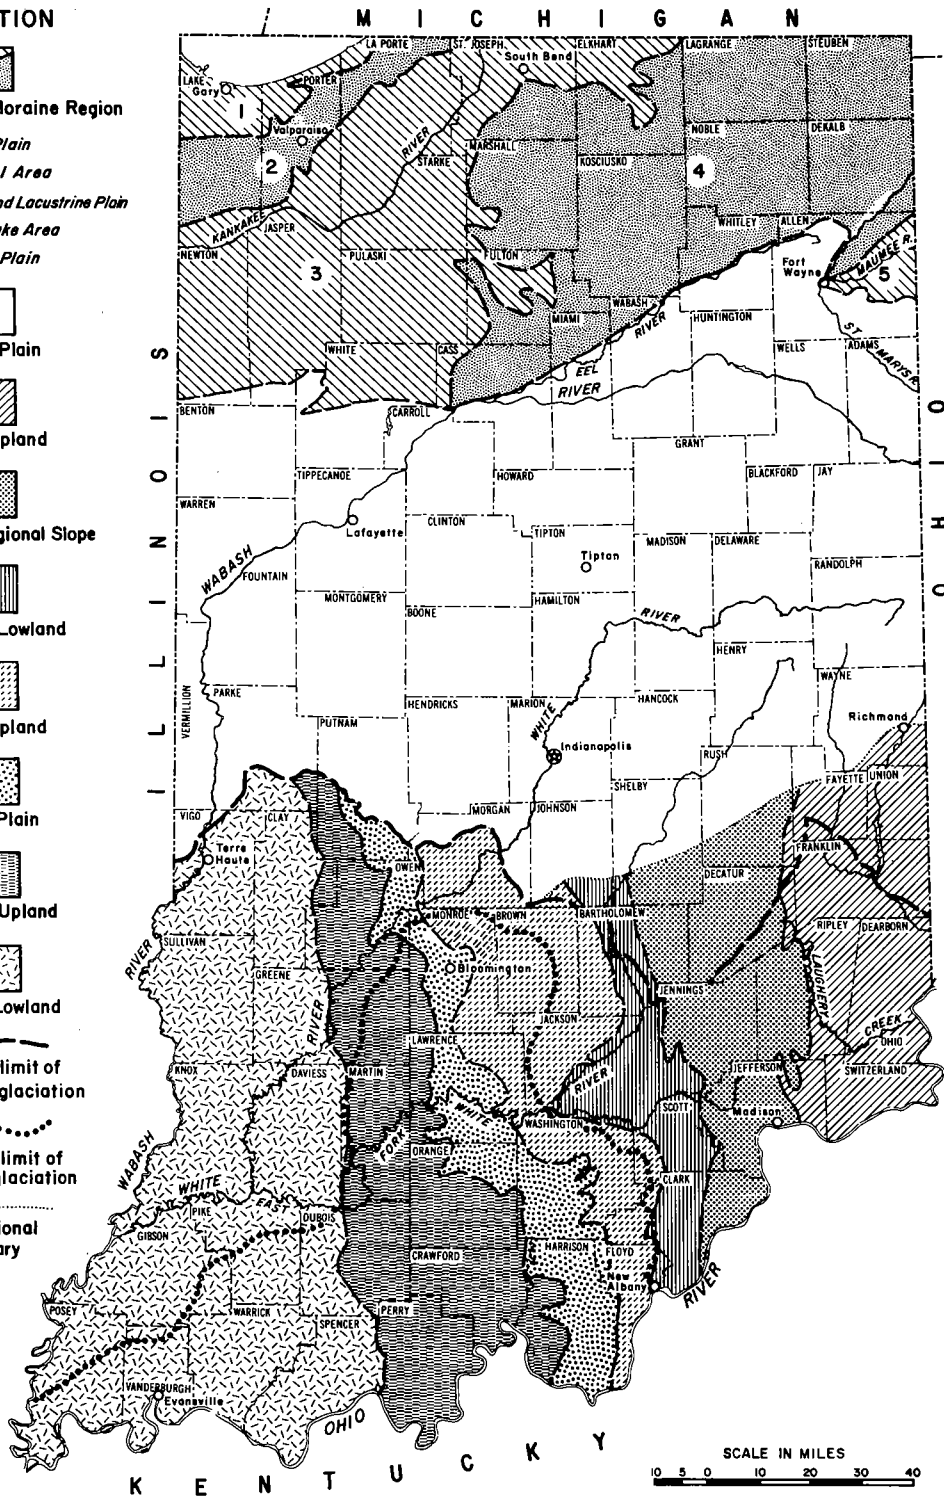 TION
Moraine Region
Plain
l Area
nd Lacustrine Plain
ke Area
Plain
Plain
pland
gional Slope
Lowland
pland
Plain
Upland
Lowland
limit of
glaciation
limit of
glaciation
ional
ary
MICHIGAN
LA PORTE
ST. JOSEPH
ELKHART
LAGRANGE
STEUBEN
South Bend
LAKE
Gary
PORTER
1
Valparaiso
NOBLE
DEKALB
RIVER
MARSHALL
STARKE
KOSCIUSKO
2
4
KANKAKEE
JASPER
WHITLEY
ALLEN
NEWTON
PULASKI
FULTON
Fort
Wayne
MAUMEE R.
3
5
WABASH
MIAMI
RIVER
HUNTINGTON
ST. MARYS R.
WHITE
CASS
WELLS
ADAMS
EEL
RIVER
ILLINOIS
OHIO
BENTON
CARROLL
GRANT
TIPPECANOE
HOWARD
BLACKFORD
JAY
WARREN
Lafayette
CLINTON
TIPTON
MADISON
DELAWARE
Tipton
WABASH
FOUNTAIN
RANDOLPH
MONTGOMERY
BOONE
HAMILTON
RIVER
HENRY
WAYNE
VERMILLION
PARKE
HENDRICKS
MARION
HANCOCK
PUTNAM
WHITE
Richmond
Indianapolis
RUSH
FAYETTE
UNION
SHELBY
VIGO
CLAY
MORGAN
JOHNSON
Terre
Haute
FRANKLIN
OWEN
DECATUR
MONROE
BROWN
BARTHOLOMEW
RIPLEY
DEARBORN
SULLIVAN
RIVER
Bloomington
GREENE
JENNINGS
LAUGHERY
CREEK
JACKSON
RIVER
LAWRENCE
OHIO
KNOX
DAVIESS
MARTIN
RIVER
JEFFERSON
SWITZERLAND
SCOTT
Madison
WHITE
WASHINGTON
FORK
ORANGE
WABASH
CLARK
WHITE
EAST
PIKE
DUBOIS
GIBSON
CRAWFORD
HARRISON
FLOYD
New
Albany
RIVER
POSEY
WARRICK
PERRY
SPENCER
VANDERBURGH
Evansville
OHIO
KENTUCKY
SCALE IN MILES
10 5 0 10 20 30 40